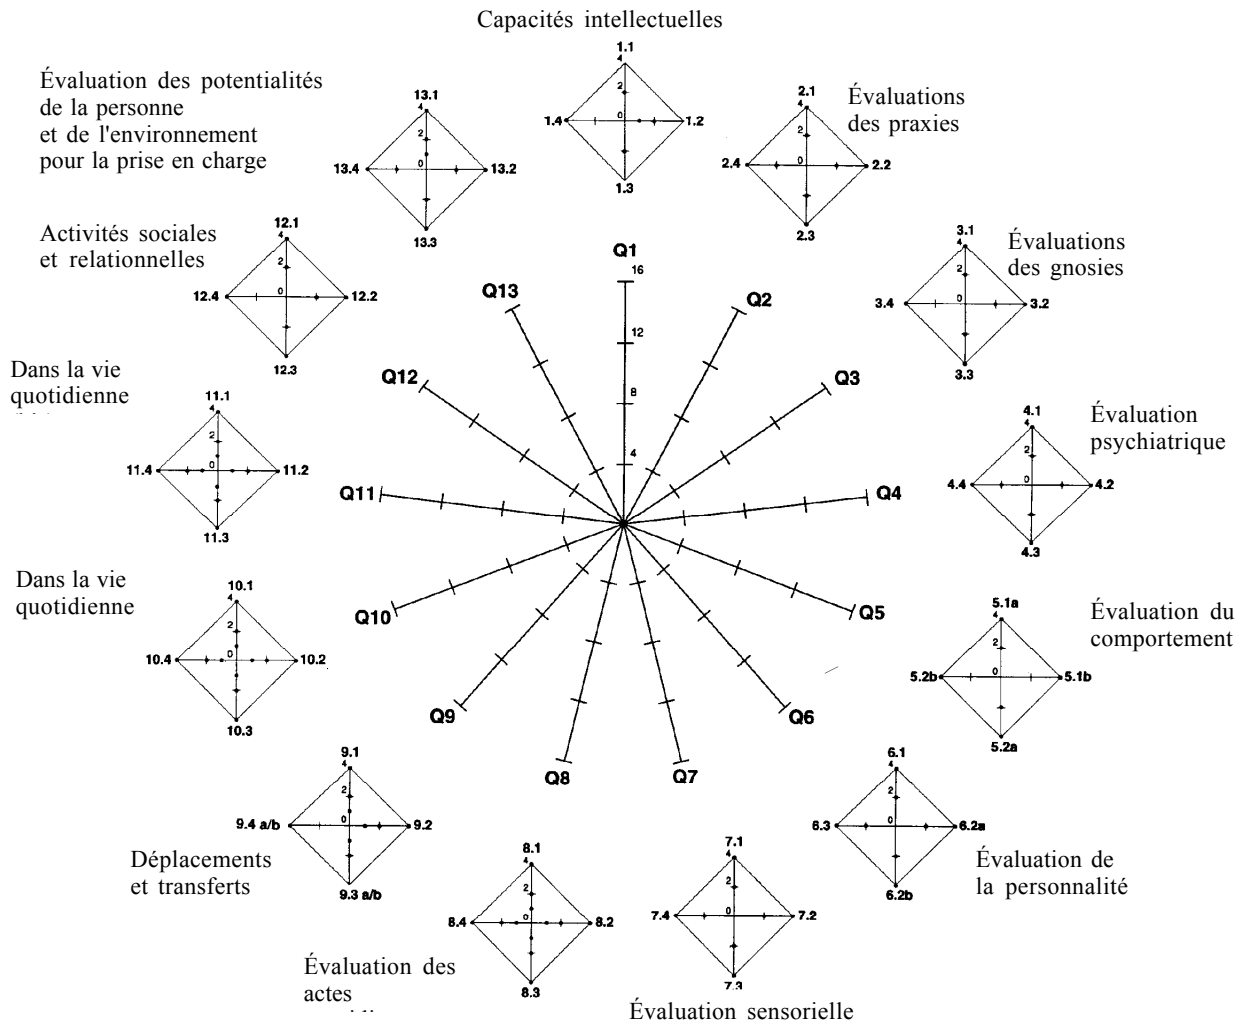 Capacités intellectuelles
1.1
4
2
0
1.4
1.2
1.3
Évaluation des potentialités
de la personne
et de l'environnement
pour la prise en charge
13.1
4
2
0
13.4
13.2
13.3
2.1
4
2
0
2.4
2.2
2.3
Évaluations
des praxies
Activités sociales
et relationnelles
12.1
4
2
0
12.4
12.2
12.3
3.1
4
2
0
3.4
3.2
3.3
Évaluations
des gnosies
Q1
16
12
8
4
Q13
Q2
Q12
Q3
Q11
Q4
Q10
Q5
Q9
Q6
Q8
Q7
Dans la vie
quotidienne
11.1
4
2
0
11.4
11.2
11.3
4.1
4
2
0
4.4
4.2
4.3
Évaluation
psychiatrique
Dans la vie
quotidienne
10.1
4
2
0
10.4
10.2
10.3
5.1a
4
2
0
5.2b
5.1b
5.2a
Évaluation du
comportement
9.1
4
2
0
9.4 a/b
9.2
9.3 a/b
Déplacements
et transferts
6.1
4
2
0
6.3
6.2a
6.2b
Évaluation de
la personnalité
8.1
4
2
0
8.4
8.2
8.3
Évaluation des
actes
7.1
4
2
0
7.4
7.2
7.3
Évaluation sensorielle